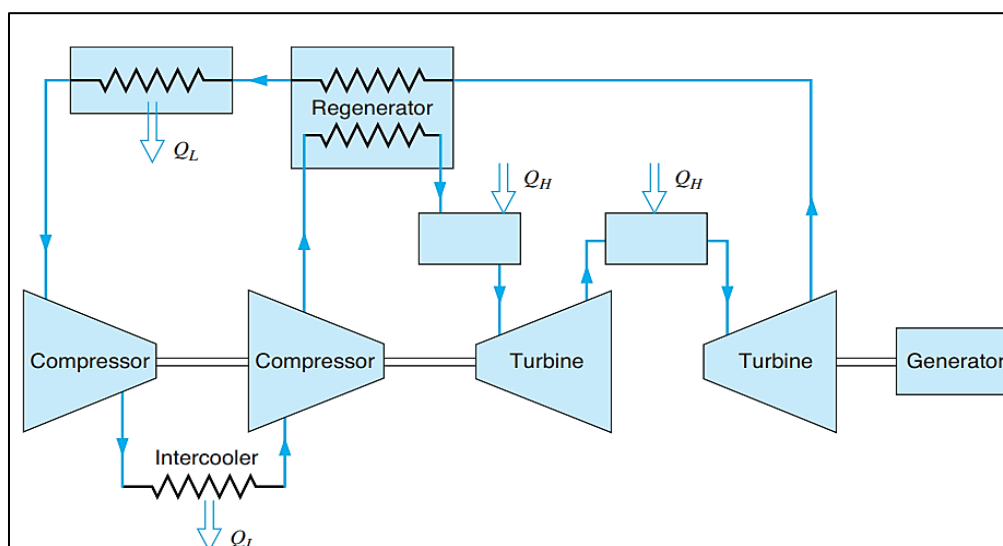 Regenerator
Q_L
Q_H
Q_H
Compressor
Compressor
Turbine
Turbine
Generator
Intercooler